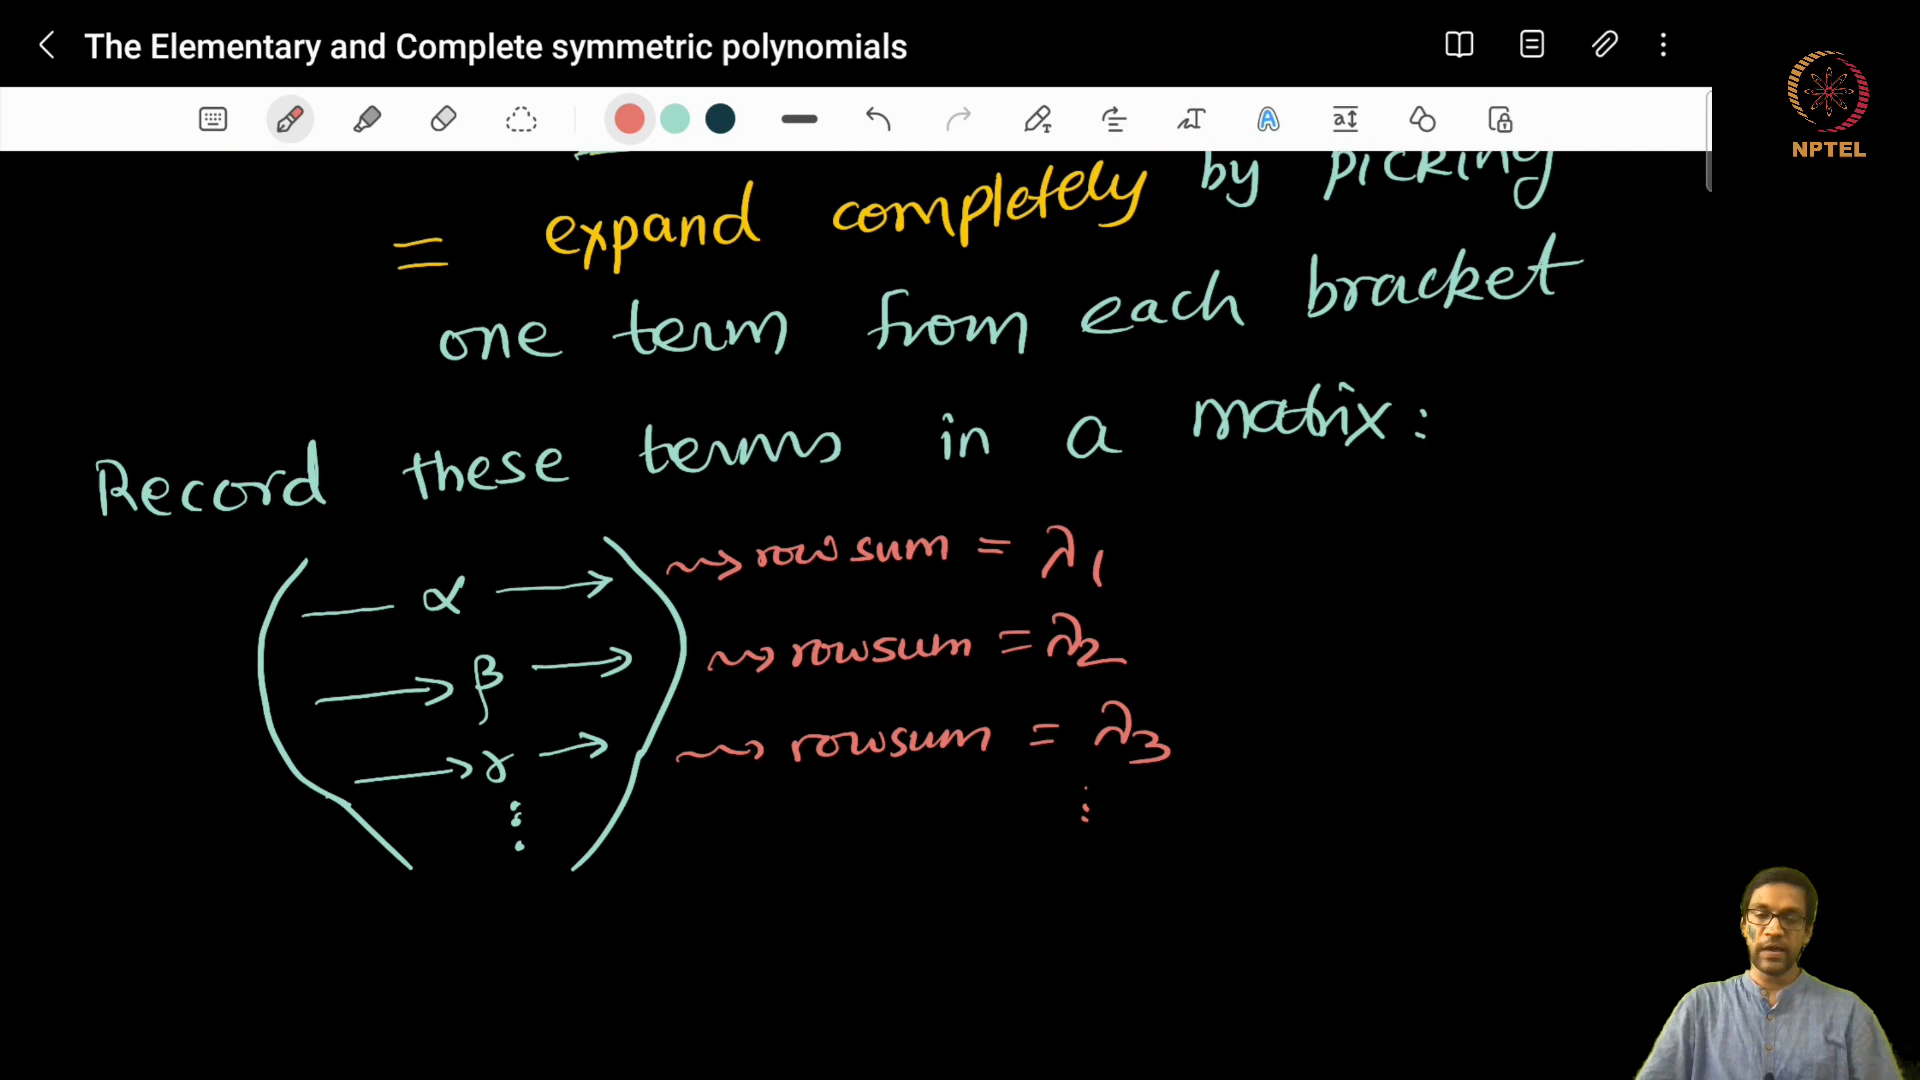 The Elementary and Complete symmetric polynomials
NPTEL
= expand completely by picking
one term from each bracket
Record these terms in a matrix:
α → ⇝ row sum = λ1
→ β → ⇝ rowsum = λ2
→ γ → ⇝ rowsum = λ3
⋮ ⋮